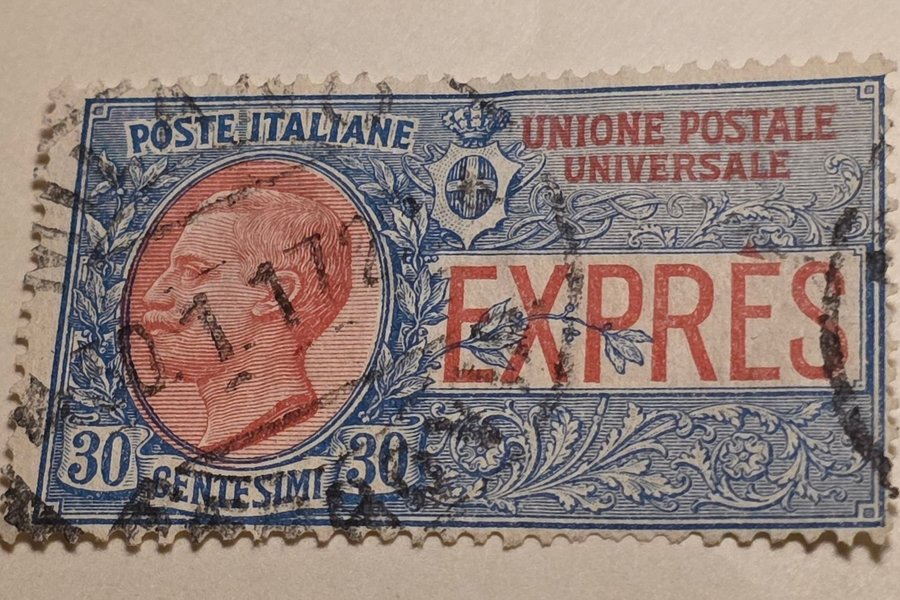 POSTE ITALIANE
UNIONE POSTALE
UNIVERSALE
EXPRÈS
30 30
CENTESIMI